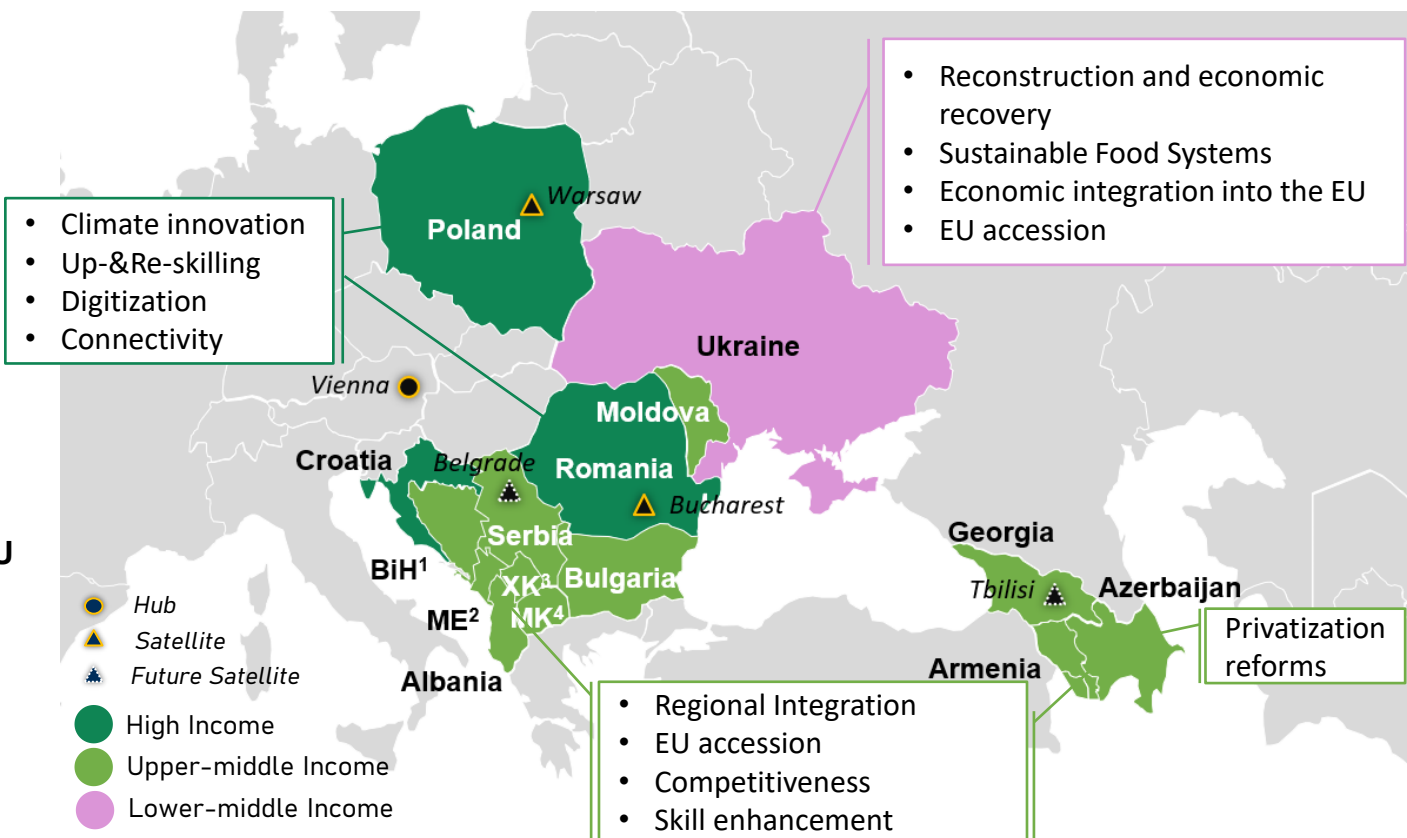 • Reconstruction and economic
recovery
• Sustainable Food Systems
• Economic integration into the EU
• EU accession
• Climate innovation
• Up-&Re-skilling
• Digitization
• Connectivity
Warsaw
Poland
Ukraine
Vienna
Moldova
Croatia
Belgrade
Romania
Bucharest
Serbia
Georgia
U
BiH¹
XK³
Bulgaria
Tbilisi
Azerbaijan
ME²
MK⁴
Albania
Armenia
Privatization
reforms
Hub
Satellite
Future Satellite
High Income
Upper-middle Income
Lower-middle Income
• Regional Integration
• EU accession
• Competitiveness
• Skill enhancement